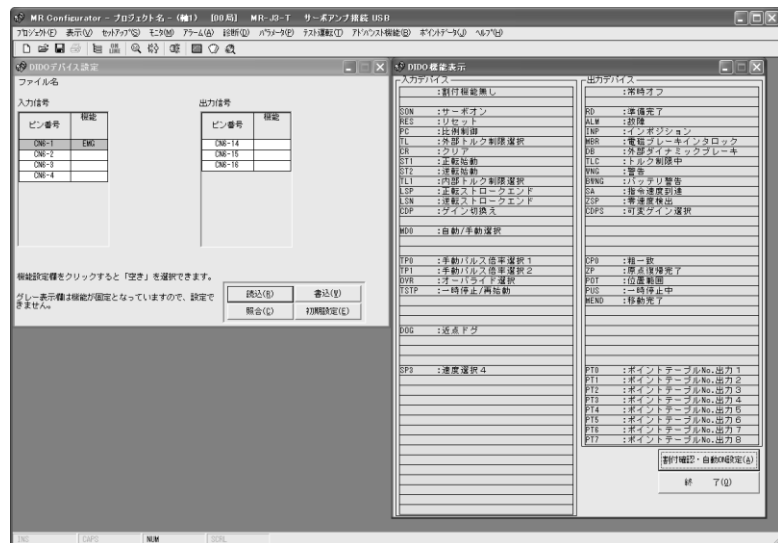 MR Configurator - プロジェクト名 - (軸1) [00局] MR-J3-T サーボアンプ接続 USB
プロジェクト(F) 表示(V) セットアップ(S) モニタ(M) アラーム(A) 診断(D) パラメータ(P) テスト運転(T) アドバンスト機能(B) ポイントデータ(J) ヘルプ(H)
DIDOデバイス設定
ファイル名
入力信号
出力信号
ピン番号 機能
CN6-1 EMG
CN6-2
CN6-3
CN6-4
ピン番号 機能
CN6-14
CN6-15
CN6-16
機能設定欄をクリックすると「空き」を選択できます。
グレー表示欄は機能が固定となっていますので、設定で
きません。
読込(R) 書込(W)
照合(C) 初期設定(E)
DIDO機能表示
入力デバイス
:割付機能無し
SON :サーボオン
RES :リセット
PC :比例制御
TL :外部トルク制限選択
CR :クリア
ST1 :正転始動
ST2 :逆転始動
TL1 :内部トルク制限選択
LSP :正転ストロークエンド
LSN :逆転ストロークエンド
CDP :ゲイン切換え
MD0 :自動/手動選択
TP0 :手動パルス倍率選択1
TP1 :手動パルス倍率選択2
OVR :オーバライド選択
TSTP :一時停止/再始動
DOG :近点ドグ
SP3 :速度選択4
出力デバイス
:常時オフ
RD :準備完了
ALM :故障
INP :インポジション
MBR :電磁ブレーキインタロック
DB :外部ダイナミックブレーキ
TLC :トルク制限中
WNG :警告
BWNG :バッテリ警告
SA :指令速度到達
ZSP :零速度検出
CDPS :可変ゲイン選択
CPO :粗一致
ZP :原点復帰完了
POT :位置範囲
PUS :一時停止中
MEND :移動完了
PT0 :ポイントテーブルNo.出力1
PT1 :ポイントテーブルNo.出力2
PT2 :ポイントテーブルNo.出力3
PT3 :ポイントテーブルNo.出力4
PT4 :ポイントテーブルNo.出力5
PT5 :ポイントテーブルNo.出力6
PT6 :ポイントテーブルNo.出力7
PT7 :ポイントテーブルNo.出力8
割付確認・自動ON設定(A)
終 了(Q)
INS CAPS NUM SCRL